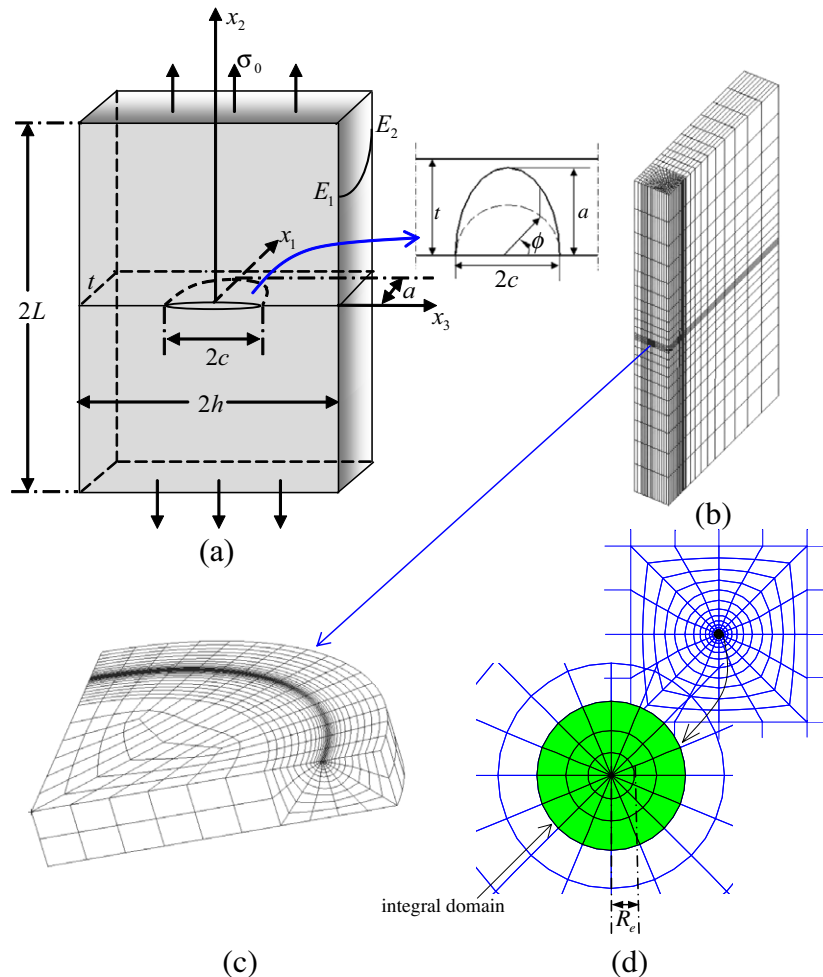 x₂
σ₀
E₂
E₁
x₁
t
a
2L
x₃
2c
2h
(a)
t
a
ϕ
2c
(b)
(c)
integral domain
Rₑ
(d)